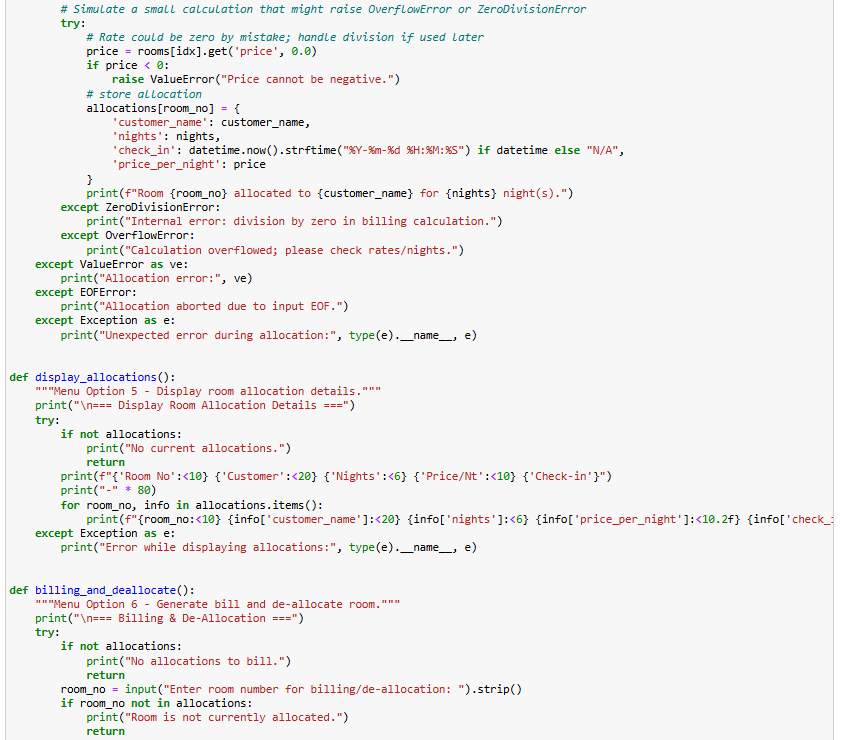 # Simulate a small calculation that might raise OverflowError or ZeroDivisionError
try:
# Rate could be zero by mistake; handle division if used later
price = rooms[idx].get('price', 0.0)
if price < 0:
raise ValueError("Price cannot be negative.")
# store allocation
allocations[room_no] = {
'customer_name': customer_name,
'nights': nights,
'check_in': datetime.now().strftime("%Y-%m-%d %H:%M:%S") if datetime else "N/A",
'price_per_night': price
}
print(f"Room {room_no} allocated to {customer_name} for {nights} night(s).")
except ZeroDivisionError:
print("Internal error: division by zero in billing calculation.")
except OverflowError:
print("Calculation overflowed; please check rates/nights.")
except ValueError as ve:
print("Allocation error:", ve)
except EOFError:
print("Allocation aborted due to input EOF.")
except Exception as e:
print("Unexpected error during allocation:", type(e).__name__, e)
def display_allocations():
"""Menu Option 5 - Display room allocation details."""
print("\n=== Display Room Allocation Details ===")
try:
if not allocations:
print("No current allocations.")
return
print(f"{'Room No':<10} {'Customer':<20} {'Nights':<6} {'Price/Nt':<10} {'Check-in'}")
print("-" * 80)
for room_no, info in allocations.items():
print(f"{room_no:<10} {info['customer_name']:<20} {info['nights']:<6} {info['price_per_night']:<10.2f} {info['check_
except Exception as e:
print("Error while displaying allocations:", type(e).__name__, e)
def billing_and_deallocate():
"""Menu Option 6 - Generate bill and de-allocate room."""
print("\n=== Billing & De-Allocation ===")
try:
if not allocations:
print("No allocations to bill.")
return
room_no = input("Enter room number for billing/de-allocation: ").strip()
if room_no not in allocations:
print("Room is not currently allocated.")
return